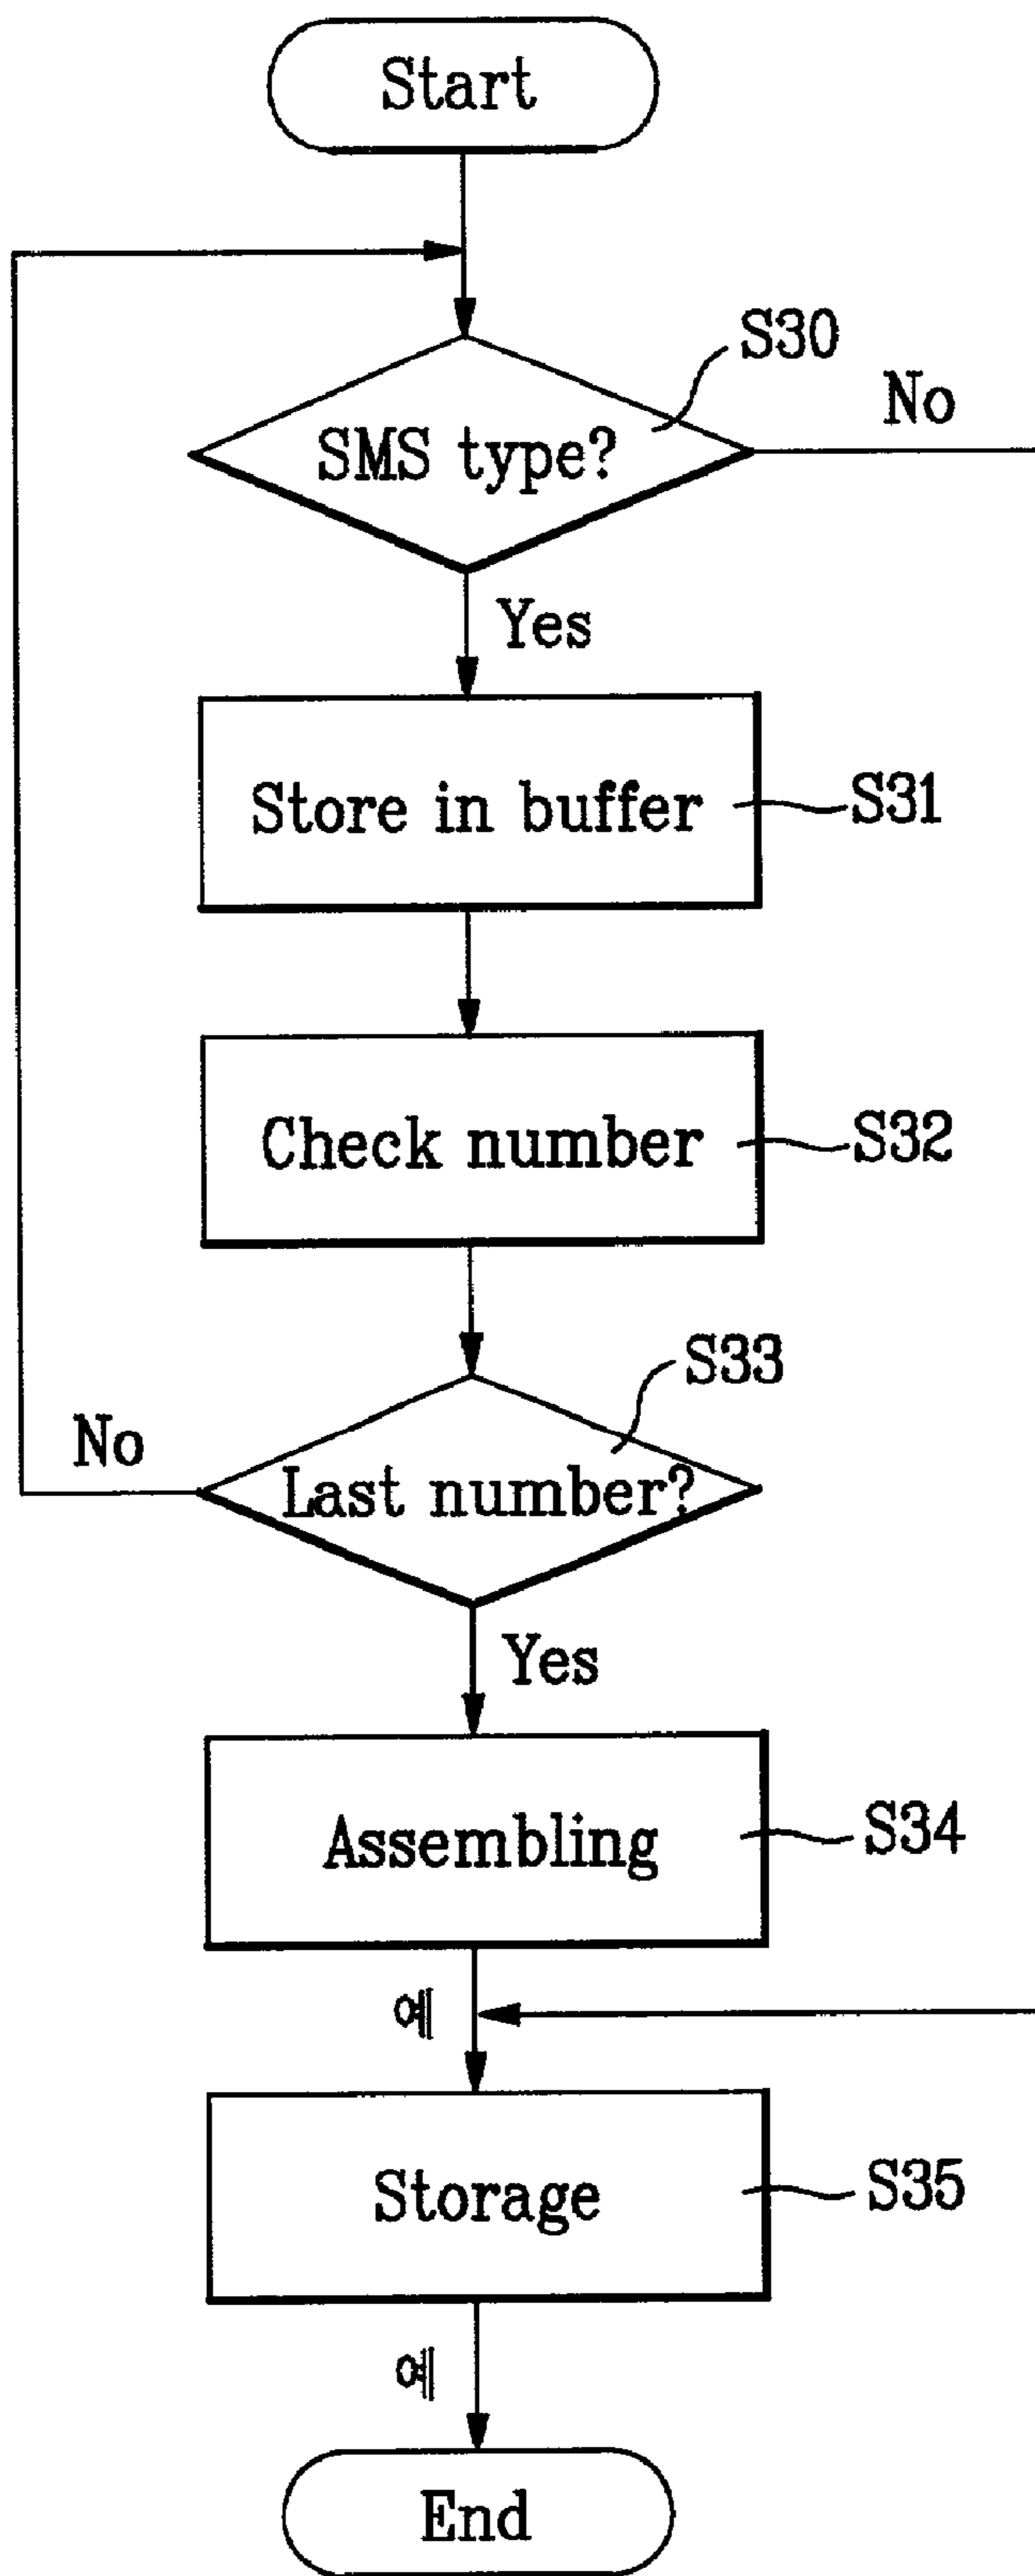 Start
S30
No
SMS type?
Yes
Store in buffer
S31
Check number
S32
S33
No
Last number?
Yes
Assembling
S34
예
Storage
S35
예
End